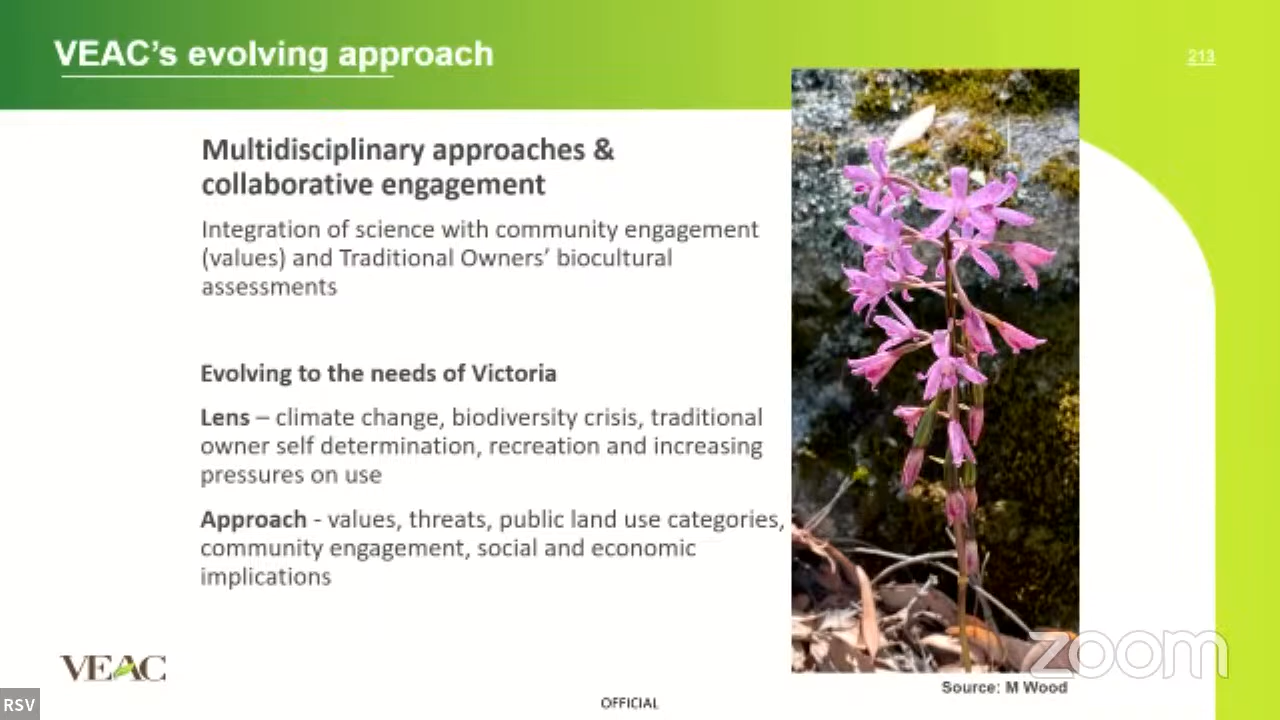 VEAC's evolving approach
213
Multidisciplinary approaches &
collaborative engagement
Integration of science with community engagement
(values) and Traditional Owners' biocultural
assessments
Evolving to the needs of Victoria
Lens – climate change, biodiversity crisis, traditional
owner self determination, recreation and increasing
pressures on use
Approach - values, threats, public land use categories,
community engagement, social and economic
implications
zoom
VEAC
Source: M Wood
RSV
OFFICIAL